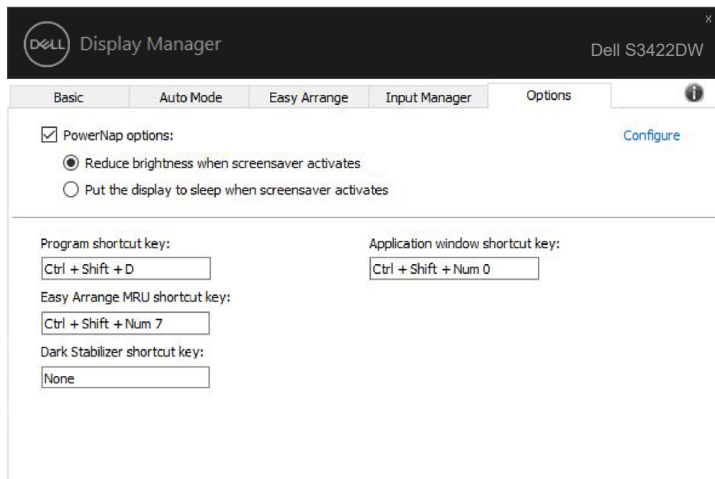 x
DELL Display Manager
Dell S3422DW
Basic Auto Mode Easy Arrange Input Manager Options i
PowerNap options: Configure
Reduce brightness when screensaver activates
Put the display to sleep when screensaver activates
Program shortcut key: Application window shortcut key:
Ctrl + Shift + D Ctrl + Shift + Num 0
Easy Arrange MRU shortcut key:
Ctrl + Shift + Num 7
Dark Stabilizer shortcut key:
None